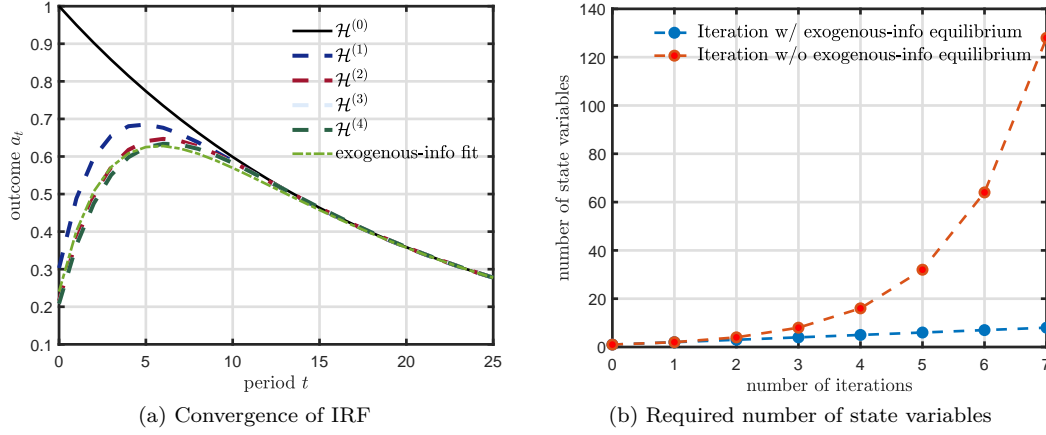 1
0.9
0.8
0.7
0.6
0.5
0.4
0.3
0.2
0.1
outcome a_t
0 5 10 15 20 25
period t
H^(0)
H^(1)
H^(2)
H^(3)
H^(4)
exogenous-info fit
(a) Convergence of IRF
140
120
100
80
60
40
20
0
number of state variables
0 1 2 3 4 5 6 7
number of iterations
Iteration w/ exogenous-info equilibrium
Iteration w/o exogenous-info equilibrium
(b) Required number of state variables